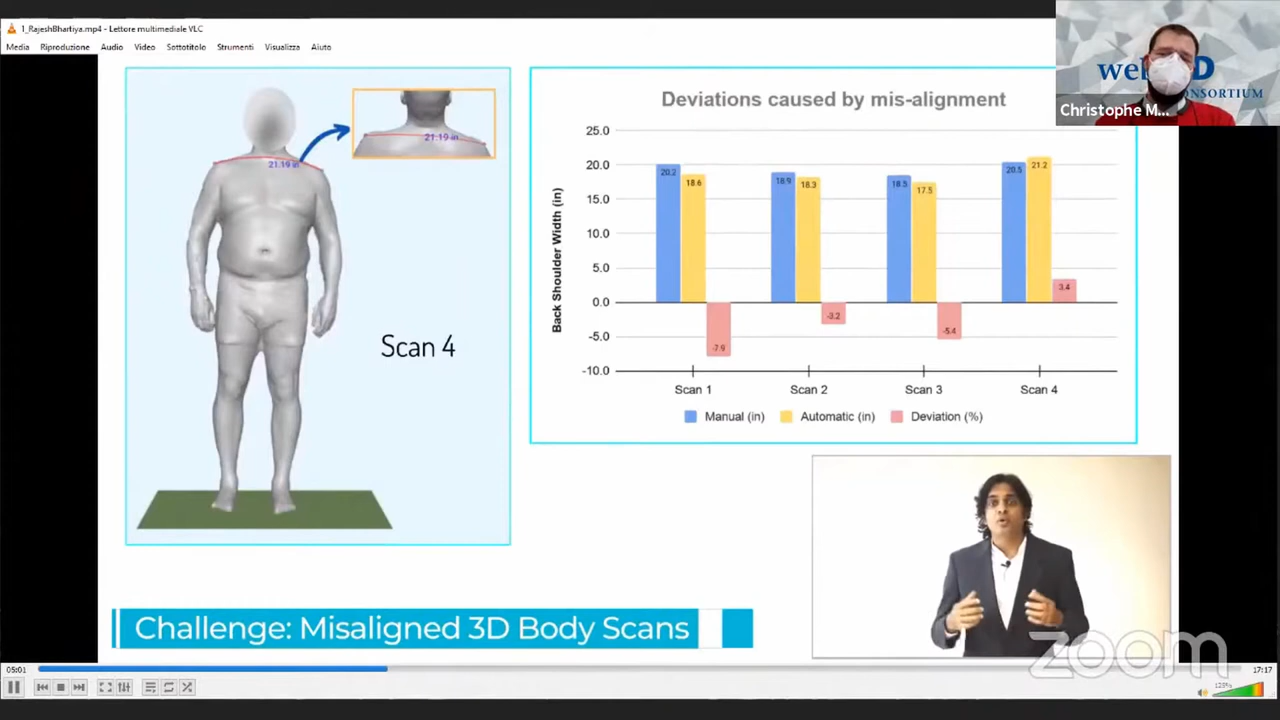 1_RajeshBhartiya.mp4 - Lettore multimediale VLC
Media Riproduzione Audio Video Sottotitolo Strumenti Visualizza Aiuto
21.19 in
21.19 in
Scan 4
Deviations caused by mis-alignment
Back Shoulder Width (in)
25.0
20.0
15.0
10.0
5.0
0.0
-5.0
-10.0
20.2
18.6
-7.9
18.9
18.3
-3.2
18.5
17.5
-5.4
20.5
21.2
3.4
Scan 1
Scan 2
Scan 3
Scan 4
Manual (in)
Automatic (in)
Deviation (%)
we D
ONSORTIUM
Christophe M...
Challenge: Misaligned 3D Body Scans
zoom
05:01
17:17
125%